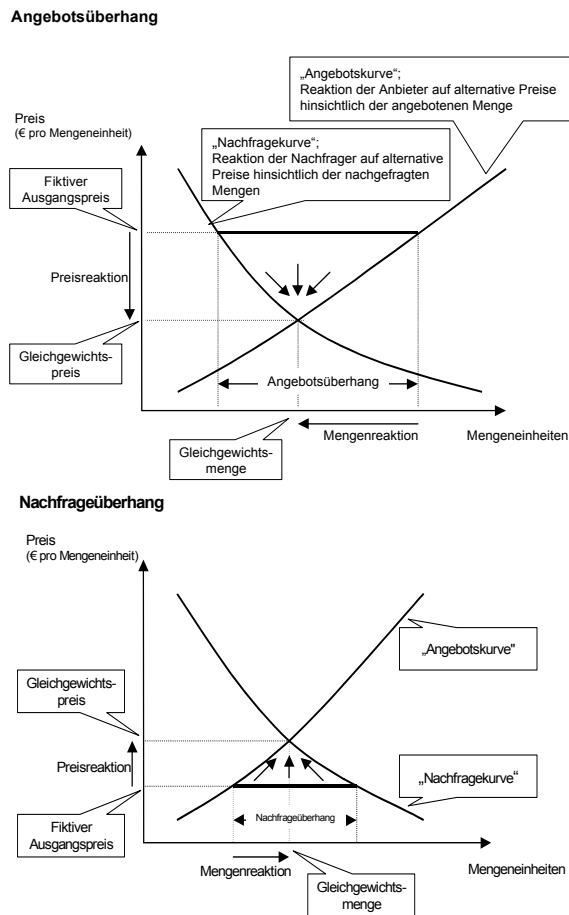 Angebotsüberhang
„Angebotskurve“;
Reaktion der Anbieter auf alternative Preise
hinsichtlich der angebotenen Menge
Preis
(€ pro Mengeneinheit)
„Nachfragekurve“;
Reaktion der Nachfrager auf alternative
Preise hinsichtlich der nachgefragten
Mengen
Fiktiver
Ausgangspreis
Preisreaktion
Gleichgewichts-
preis
Angebotsüberhang
Gleichgewichts-
menge
Mengenreaktion
Mengeneinheiten
Nachfrageüberhang
Preis
(€ pro Mengeneinheit)
„Angebotskurve"
Gleichgewichts-
preis
Preisreaktion
„Nachfragekurve“
Fiktiver
Ausgangspreis
Nachfrageüberhang
Mengenreaktion
Mengeneinheiten
Gleichgewichts-
menge